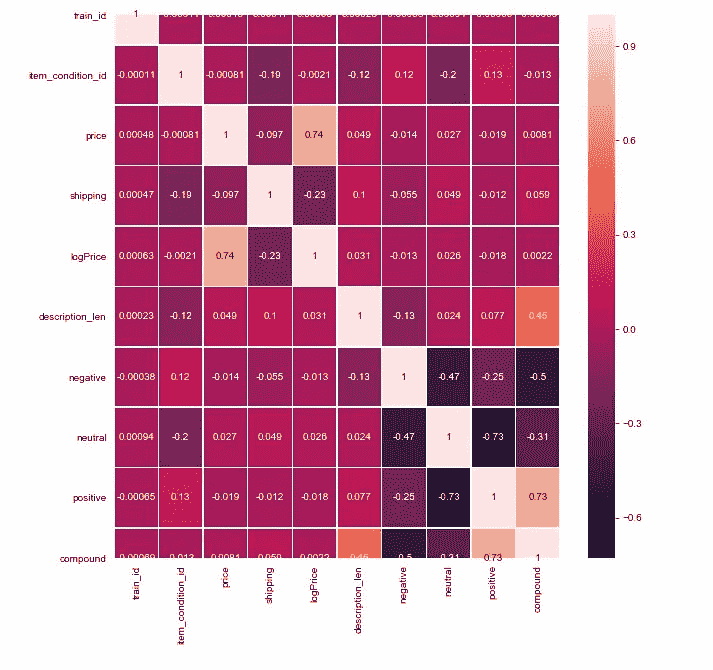 train_id 1
item_condition_id -0.00011 1 -0.00081 -0.19 -0.0021 -0.12 0.12 -0.2 0.13 -0.013
price 0.00048 -0.00081 1 -0.097 0.74 0.049 -0.014 0.027 -0.019 0.0081
shipping 0.00047 -0.19 -0.097 1 -0.23 0.1 -0.055 0.049 -0.012 0.059
logPrice 0.00063 -0.0021 0.74 -0.23 1 0.031 -0.013 0.026 -0.018 0.0022
description_len 0.00023 -0.12 0.049 0.1 0.031 1 -0.13 0.024 0.077 0.45
negative -0.00038 0.12 -0.014 -0.055 -0.013 -0.13 1 -0.47 -0.25 -0.5
neutral 0.00094 -0.2 0.027 0.049 0.026 0.024 -0.47 1 -0.73 -0.31
positive -0.00065 0.13 -0.019 -0.012 -0.018 0.077 -0.25 -0.73 1 0.73
compound 0.73 1
train_id item_condition_id price shipping logPrice description_len negative neutral positive compound
0.9
0.6
0.3
0.0
−0.3
−0.6